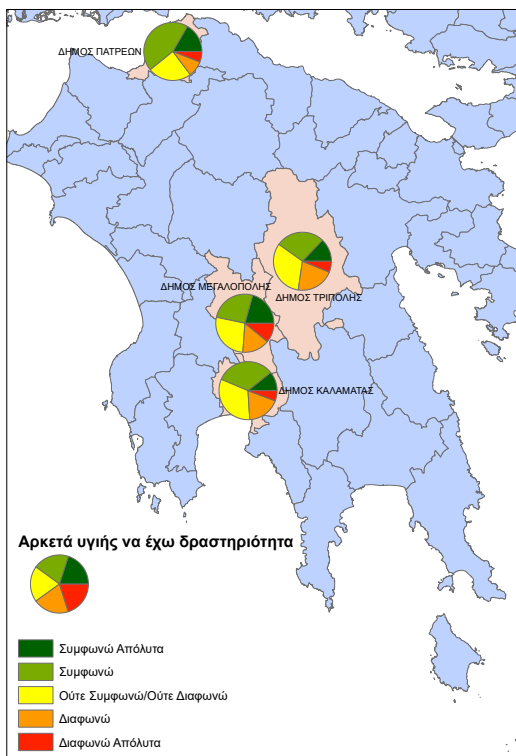 ΔΗΜΟΣ ΠΑΤΡΕΩΝ
ΔΗΜΟΣ ΜΕΓΑΛΟΠΟΛΗΣ
ΔΗΜΟΣ ΤΡΙΠΟΛΗΣ
ΔΗΜΟΣ ΚΑΛΑΜΑΤΑΣ
Αρκετά υγιής να έχω δραστηριότητα
Συμφωνώ Απόλυτα
Συμφωνώ
Ούτε Συμφωνώ/Ούτε Διαφωνώ
Διαφωνώ
Διαφωνώ Απόλυτα